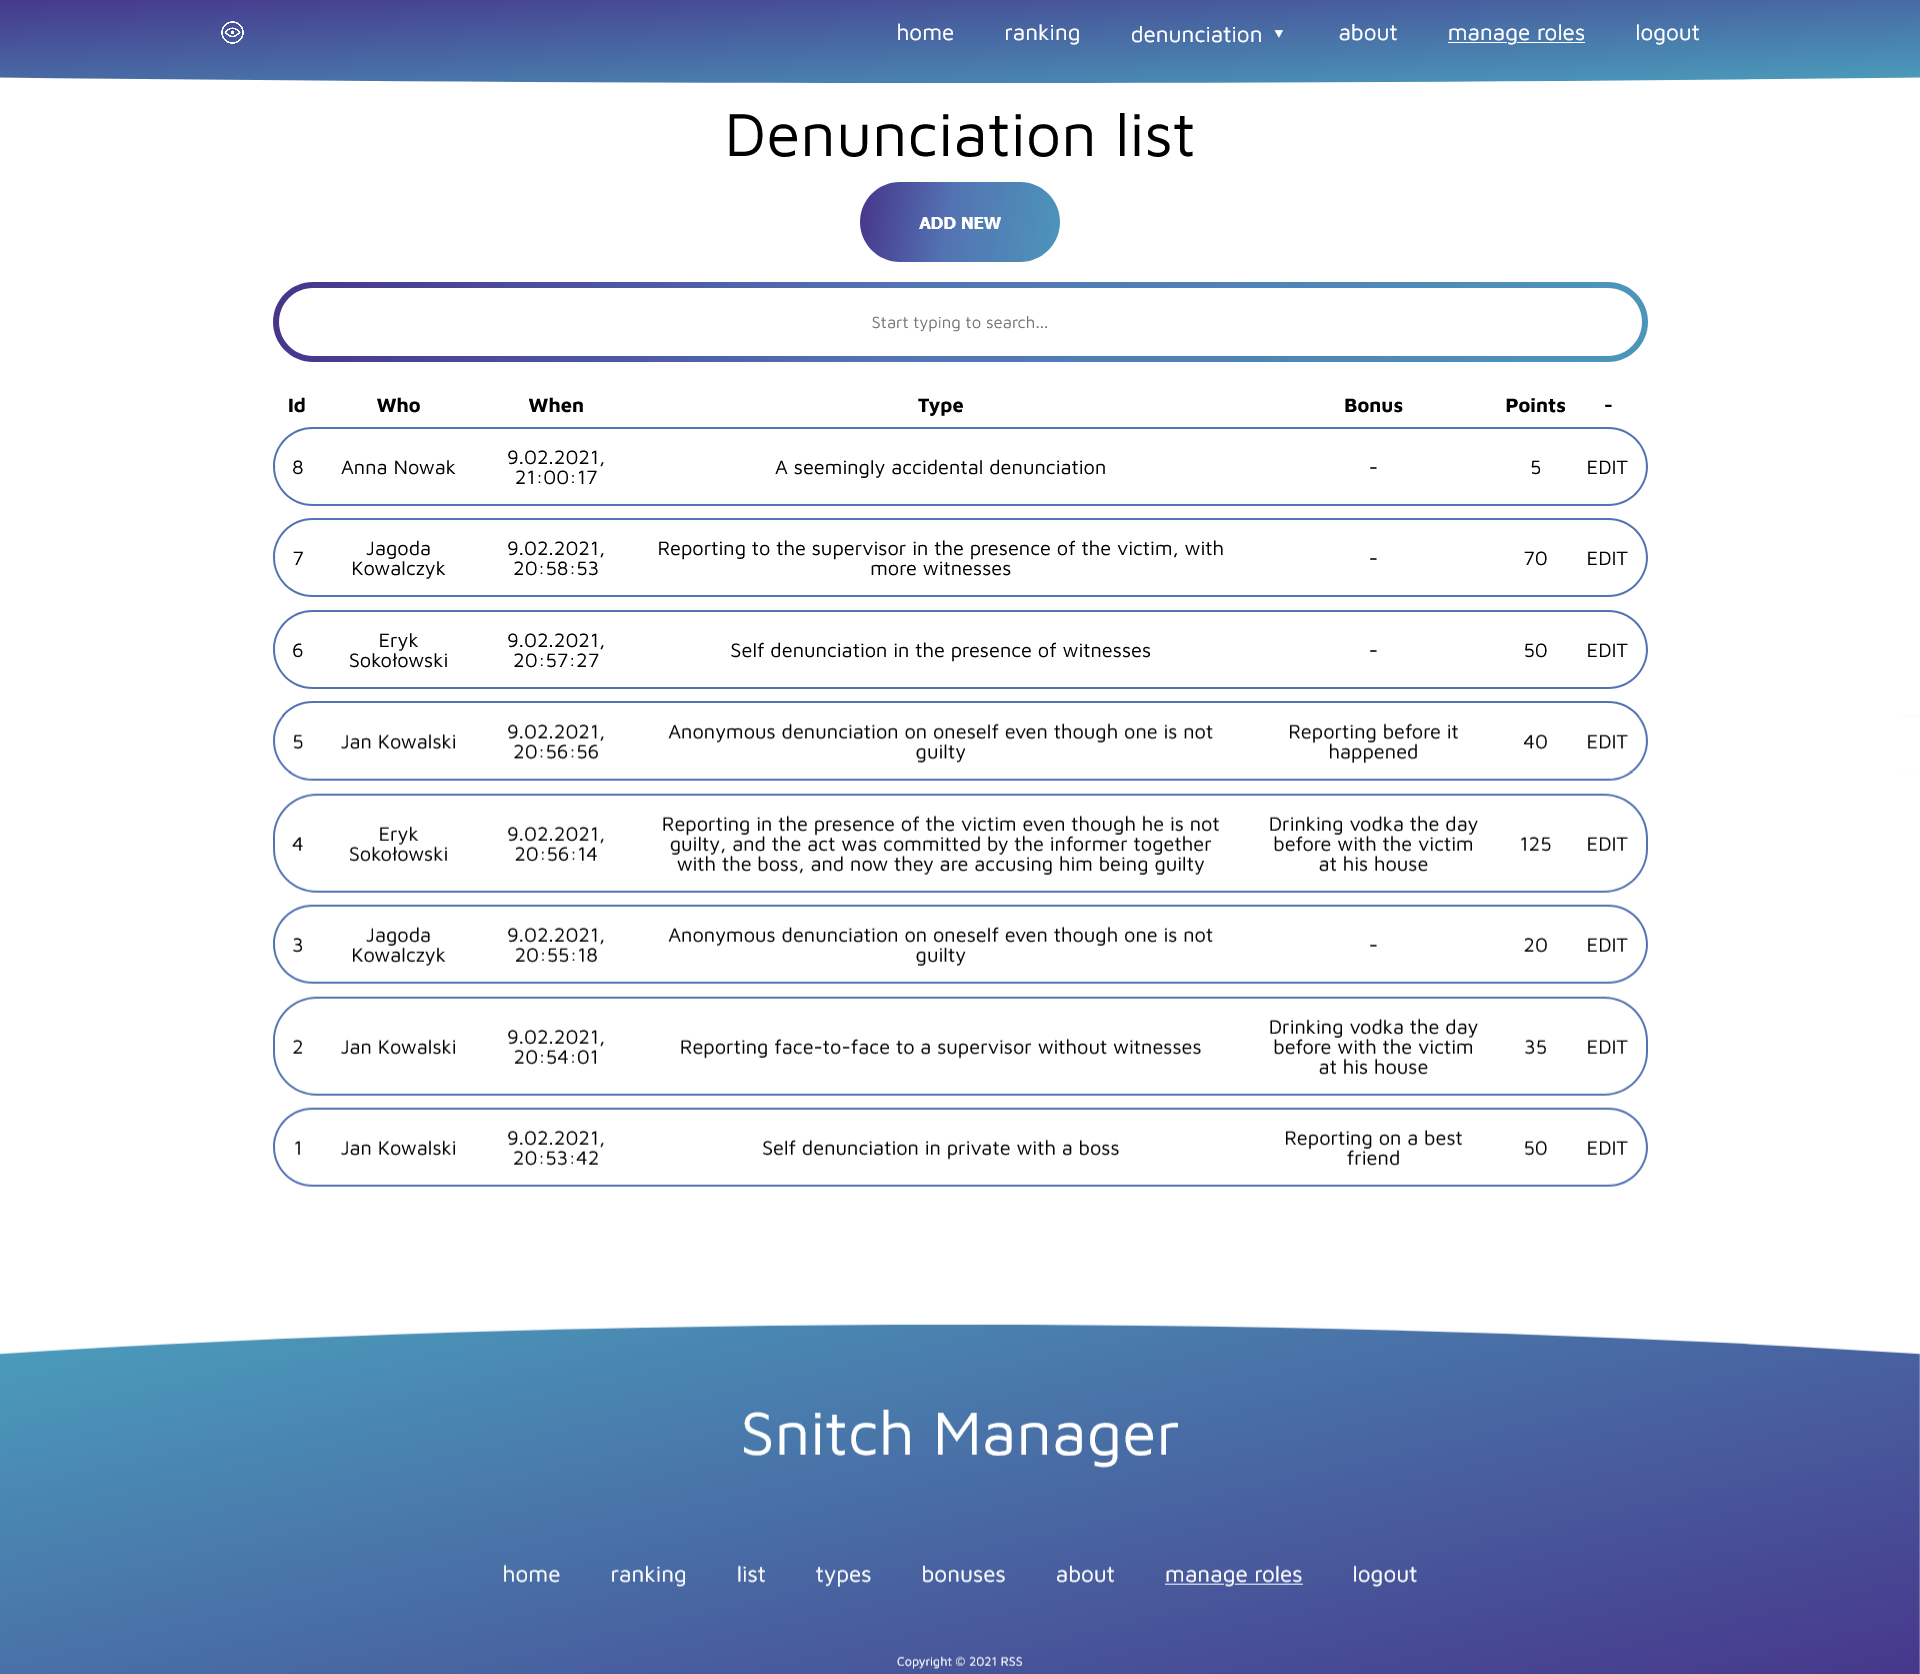 home ranking denunciation ▼ about manage roles logout
Denunciation list
ADD NEW
Start typing to search...
Id Who When Type Bonus Points -
8 Anna Nowak 9.02.2021, 21:00:17 A seemingly accidental denunciation - 5 EDIT
7 Jagoda Kowalczyk 9.02.2021, 20:58:53 Reporting to the supervisor in the presence of the victim, with more witnesses - 70 EDIT
6 Eryk Sokołowski 9.02.2021, 20:57:27 Self denunciation in the presence of witnesses - 50 EDIT
5 Jan Kowalski 9.02.2021, 20:56:56 Anonymous denunciation on oneself even though one is not guilty Reporting before it happened 40 EDIT
4 Eryk Sokołowski 9.02.2021, 20:56:14 Reporting in the presence of the victim even though he is not guilty, and the act was committed by the informer together with the boss, and now they are accusing him being guilty Drinking vodka the day before with the victim at his house 125 EDIT
3 Jagoda Kowalczyk 9.02.2021, 20:55:18 Anonymous denunciation on oneself even though one is not guilty - 20 EDIT
2 Jan Kowalski 9.02.2021, 20:54:01 Reporting face-to-face to a supervisor without witnesses Drinking vodka the day before with the victim at his house 35 EDIT
1 Jan Kowalski 9.02.2021, 20:53:42 Self denunciation in private with a boss Reporting on a best friend 50 EDIT
Snitch Manager
home ranking list types bonuses about manage roles logout
Copyright © 2021 RSS